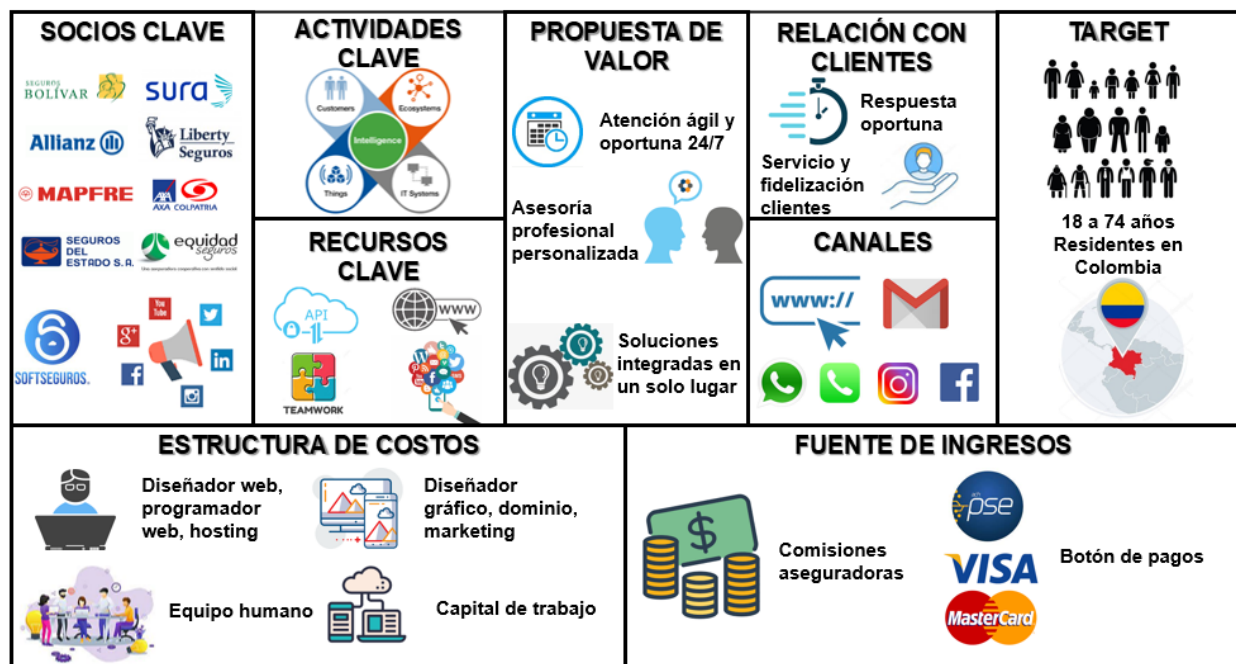 SOCIOS CLAVE
SEGUROS
BOLÍVAR
sura
Allianz
Liberty
Seguros
MAPFRE
AXA
COLPATRIA
SEGUROS
DEL
ESTADO S.A.
equidad
seguros
You
Tube
g+
SOFTSEGUROS.
ACTIVIDADES
CLAVE
Customers
Ecosystems
Intelligence
Things
IT Systems
RECURSOS
CLAVE
API
WWW
TEAMWORK
PROPUESTA DE
VALOR
Atención ágil y
oportuna 24/7
Asesoría
profesional
personalizada
Soluciones
integradas en
un solo lugar
RELACIÓN CON
CLIENTES
Respuesta
oportuna
Servicio y
fidelización
clientes
CANALES
www://
TARGET
18 a 74 años
Residentes en
Colombia
ESTRUCTURA DE COSTOS
Diseñador web,
programador
web, hosting
Diseñador
gráfico, dominio,
marketing
Equipo humano
Capital de trabajo
FUENTE DE INGRESOS
Comisiones
aseguradoras
pse
VISA
MasterCard
Botón de pagos